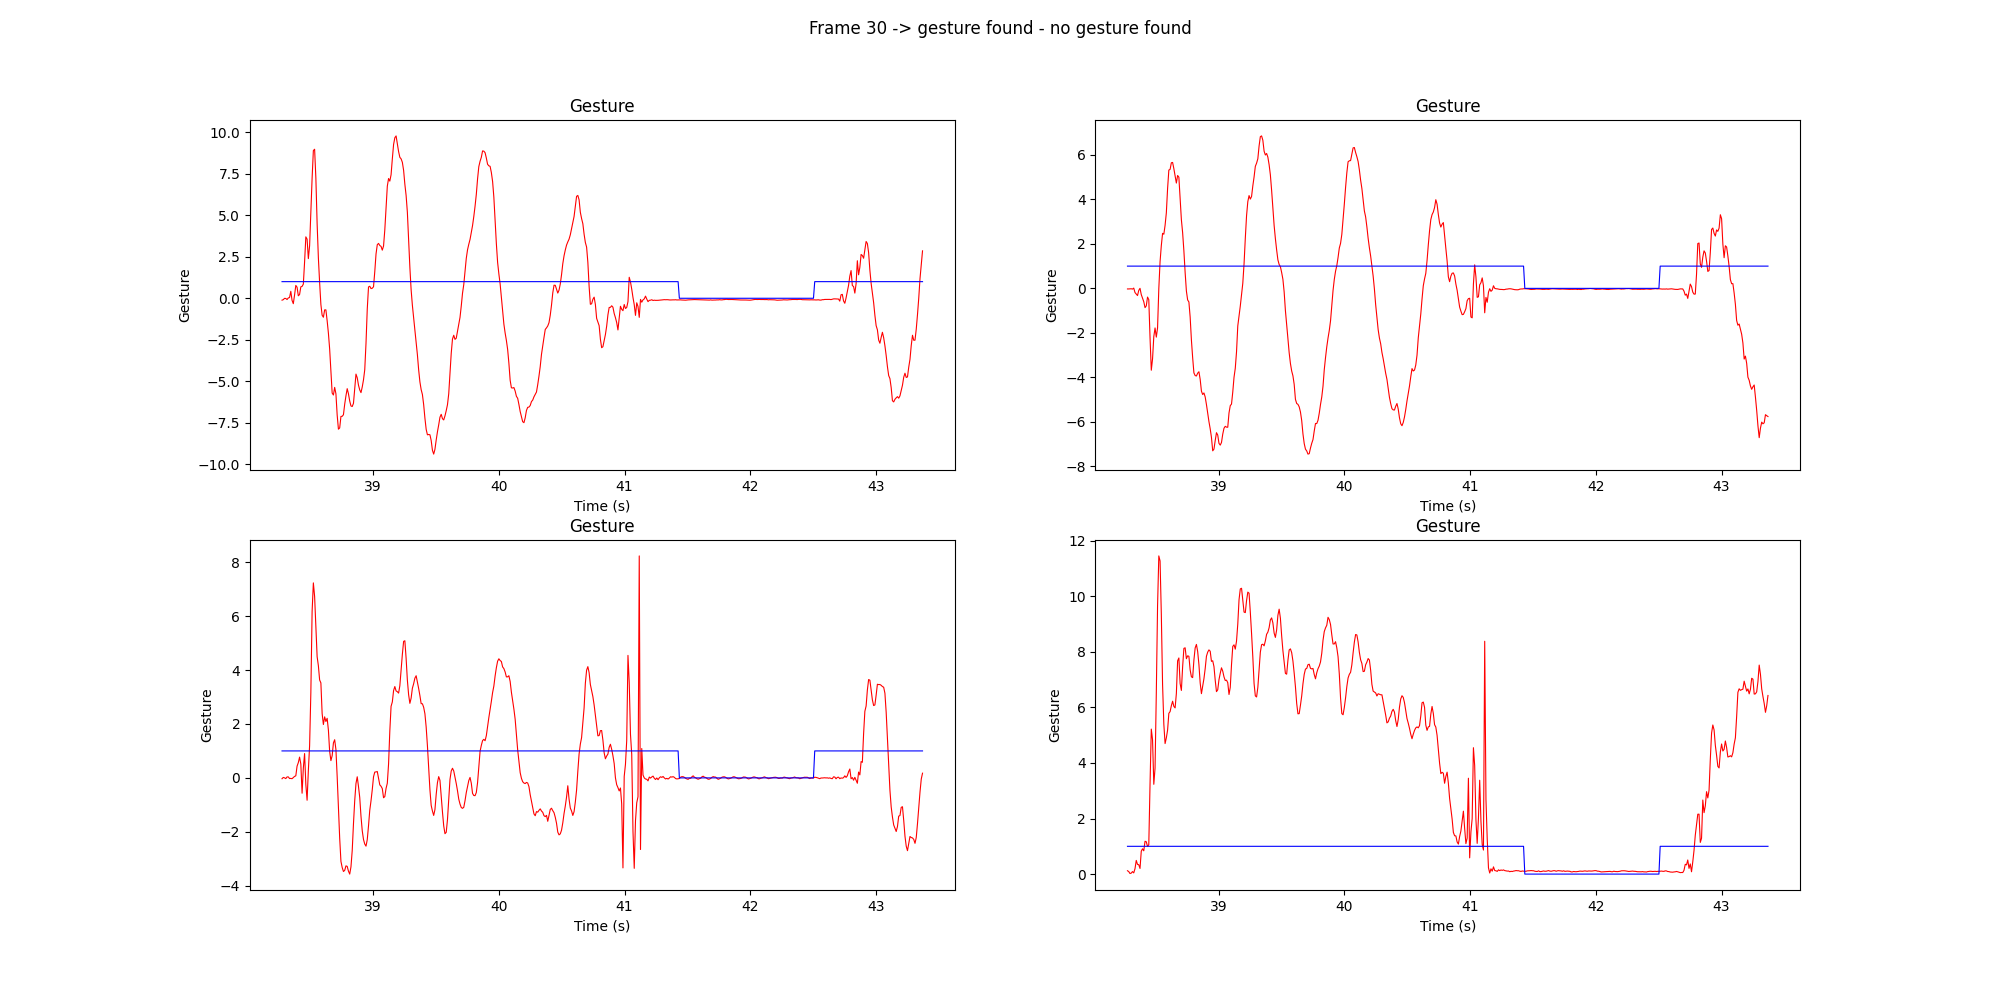 Frame 30 -> gesture found - no gesture found
Gesture
Gesture
10.0
7.5
5.0
2.5
0.0
−2.5
−5.0
−7.5
−10.0
Gesture
39 40 41 42 43
Time (s)
6
4
2
0
−2
−4
−6
−8
Gesture
39 40 41 42 43
Time (s)
Gesture
Gesture
8
6
4
2
0
−2
−4
Gesture
39 40 41 42 43
Time (s)
12
10
8
6
4
2
0
Gesture
39 40 41 42 43
Time (s)